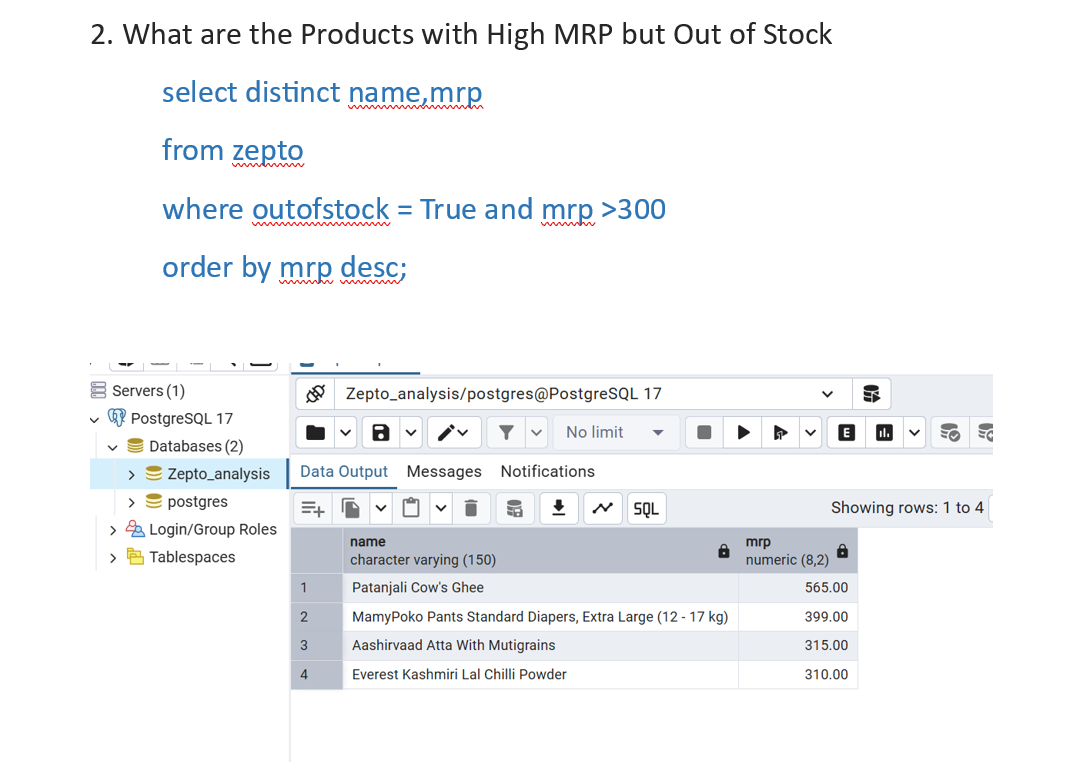 2. What are the Products with High MRP but Out of Stock
select distinct name,mrp
from zepto
where outofstock = True and mrp >300
order by mrp desc;
Servers (1)
PostgreSQL 17
Databases (2)
Zepto_analysis
postgres
Login/Group Roles
Tablespaces
Zepto_analysis/postgres@PostgreSQL 17
No limit
E
Data Output Messages Notifications
SQL
Showing rows: 1 to 4
name mrp
character varying (150) numeric (8,2)
1 Patanjali Cow's Ghee 565.00
2 MamyPoko Pants Standard Diapers, Extra Large (12 - 17 kg) 399.00
3 Aashirvaad Atta With Mutigrains 315.00
4 Everest Kashmiri Lal Chilli Powder 310.00